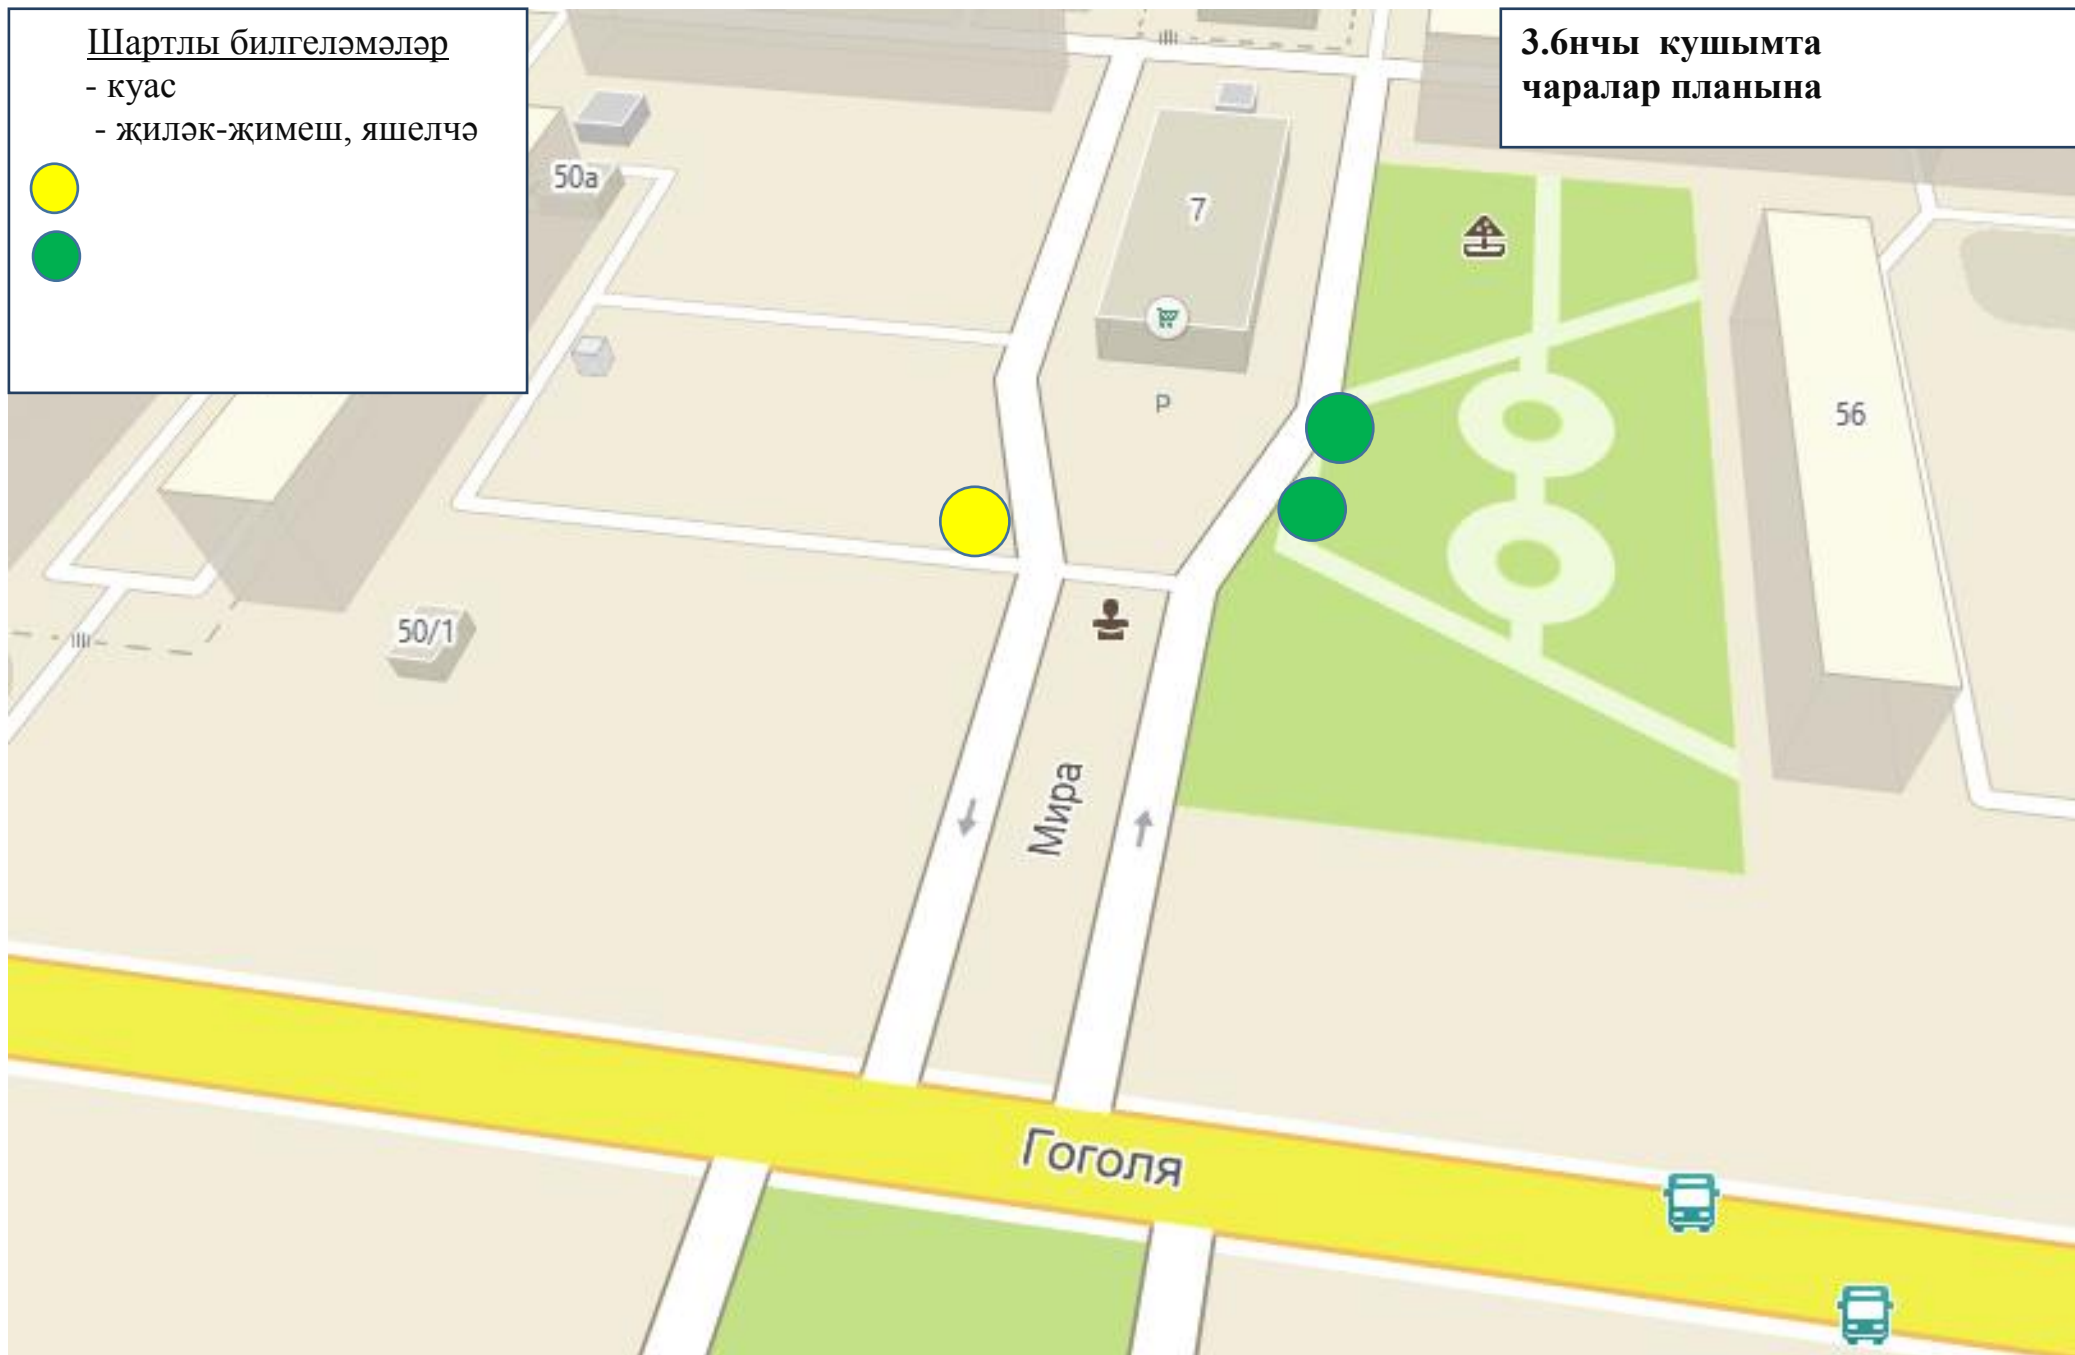 Шартлы билгеләмәләр
- куас
- җиләк-җимеш, яшелчә
3.6нчы кушымта
чаралар планына
50а
7
P
56
50/1
Мира
Гоголя